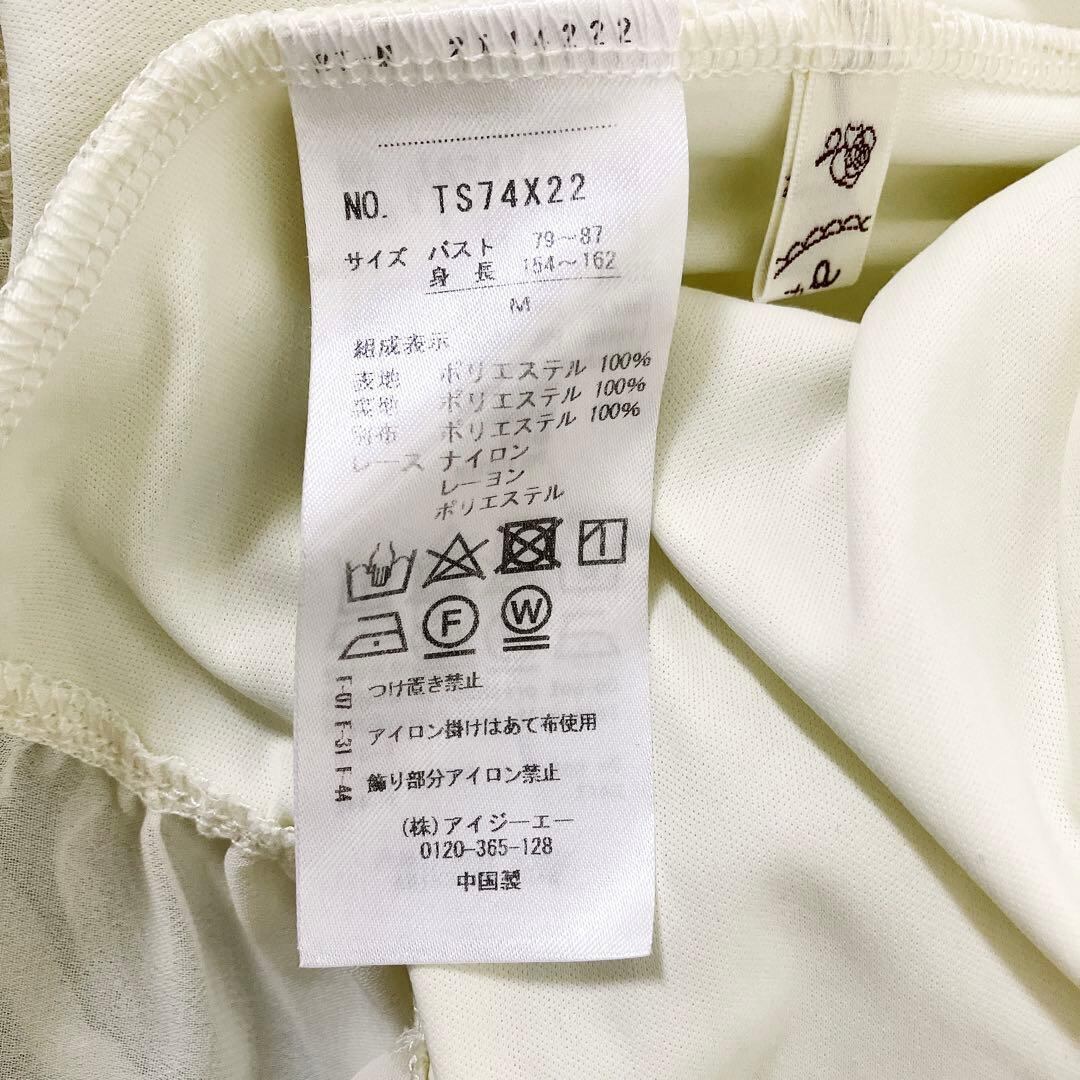 NO. TS74X22
サイズ バスト 79～87
身長 154～162
M
組成表示
表地 ポリエステル 100%
裏地 ポリエステル 100%
別布 ポリエステル 100%
レース ナイロン
レーヨン
ポリエステル
F
W
つけ置き禁止
アイロン掛けはあて布使用
飾り部分アイロン禁止
F-07 F-31 F-44
(株)アイジーエー
0120-365-128
中国製